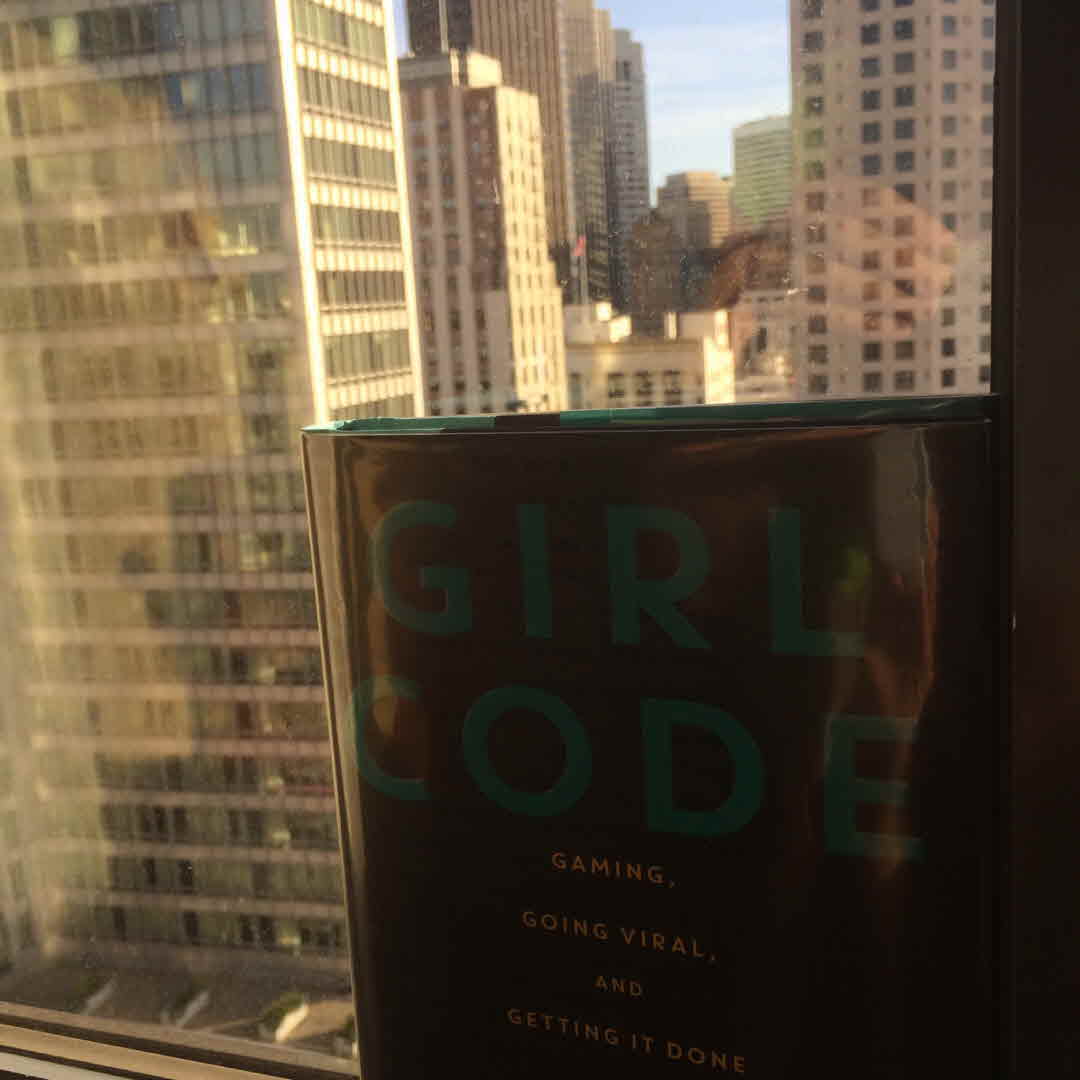 GIRL
CODE
GAMING,
GOING VIRAL,
AND
GETTING IT DONE